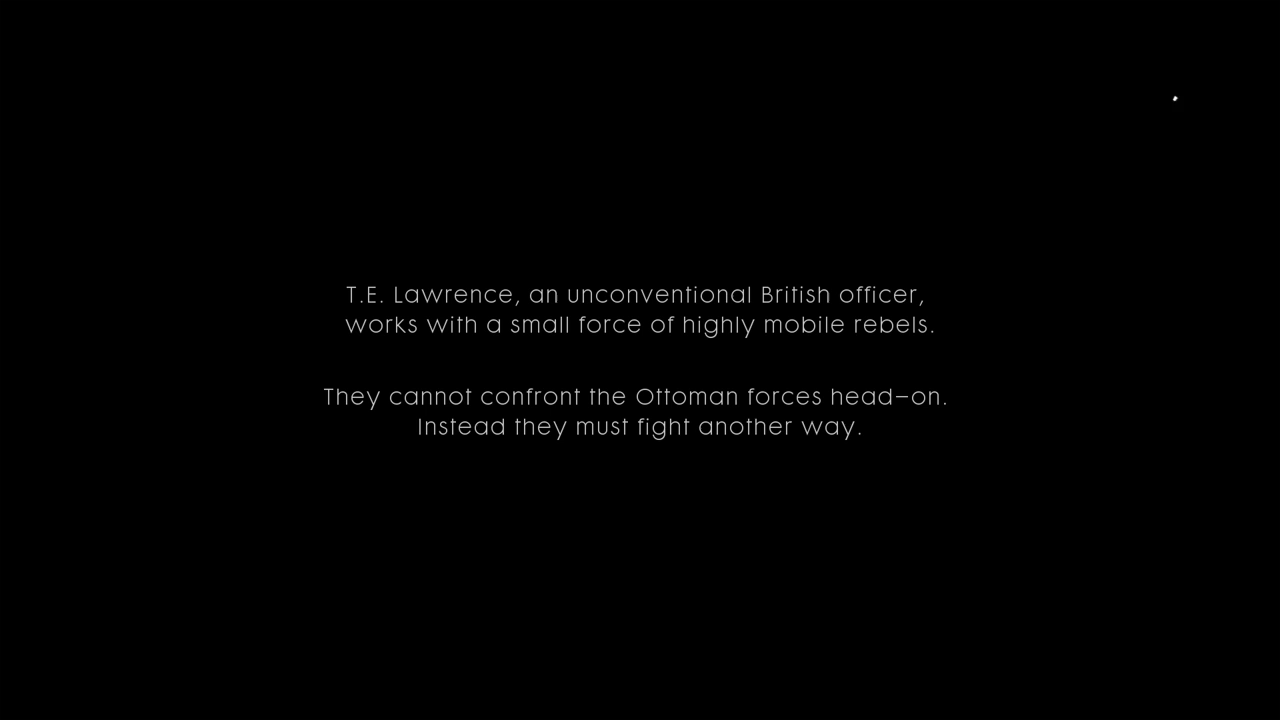 T.E. Lawrence, an unconventional British officer,
works with a small force of highly mobile rebels.
They cannot confront the Ottoman forces head-on.
Instead they must fight another way.